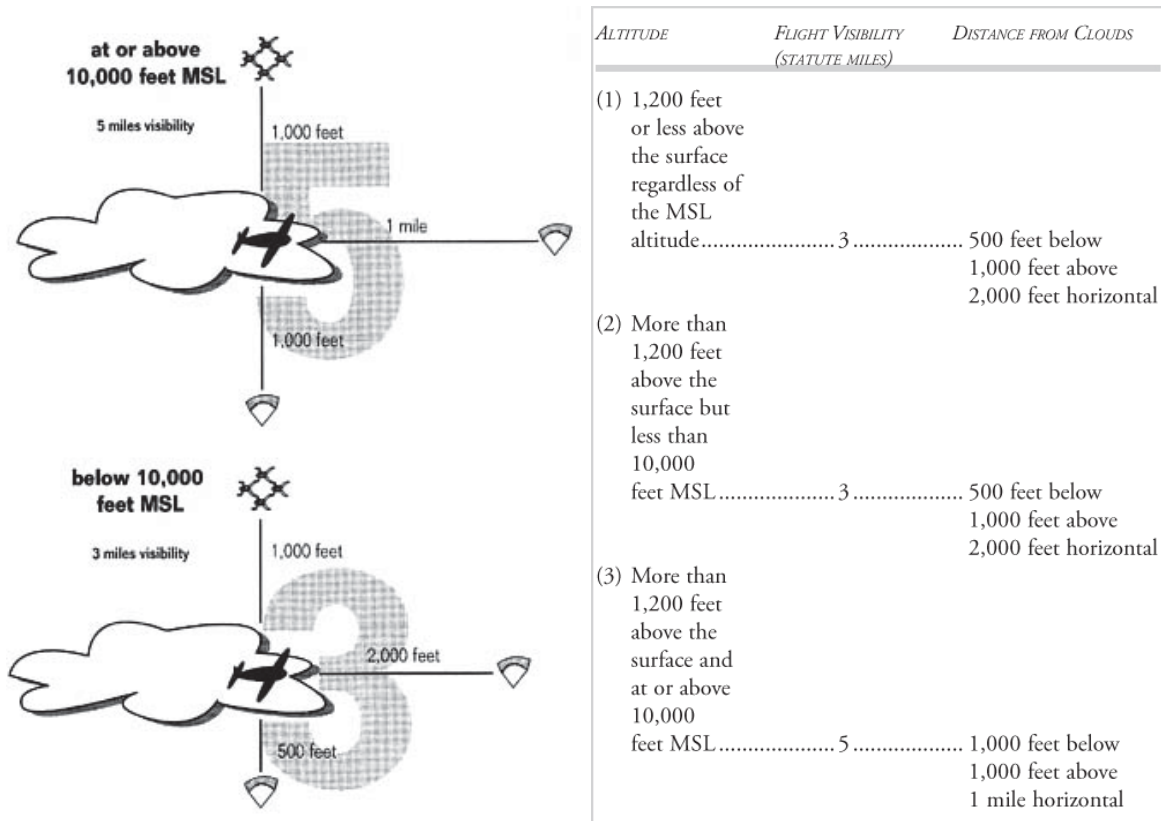 at or above
10,000 feet MSL
5 miles visibility
1,000 feet
5
1 mile
1,000 feet
below 10,000
feet MSL
3 miles visibility
1,000 feet
3
2,000 feet
500 feet
ALTITUDE FLIGHT VISIBILITY DISTANCE FROM CLOUDS
(STATUTE MILES)
(1) 1,200 feet
or less above
the surface
regardless of
the MSL
altitude....................... 3 ................... 500 feet below
1,000 feet above
2,000 feet horizontal
(2) More than
1,200 feet
above the
surface but
less than
10,000
feet MSL.................... 3 ................... 500 feet below
1,000 feet above
2,000 feet horizontal
(3) More than
1,200 feet
above the
surface and
at or above
10,000
feet MSL.................... 5 ................... 1,000 feet below
1,000 feet above
1 mile horizontal